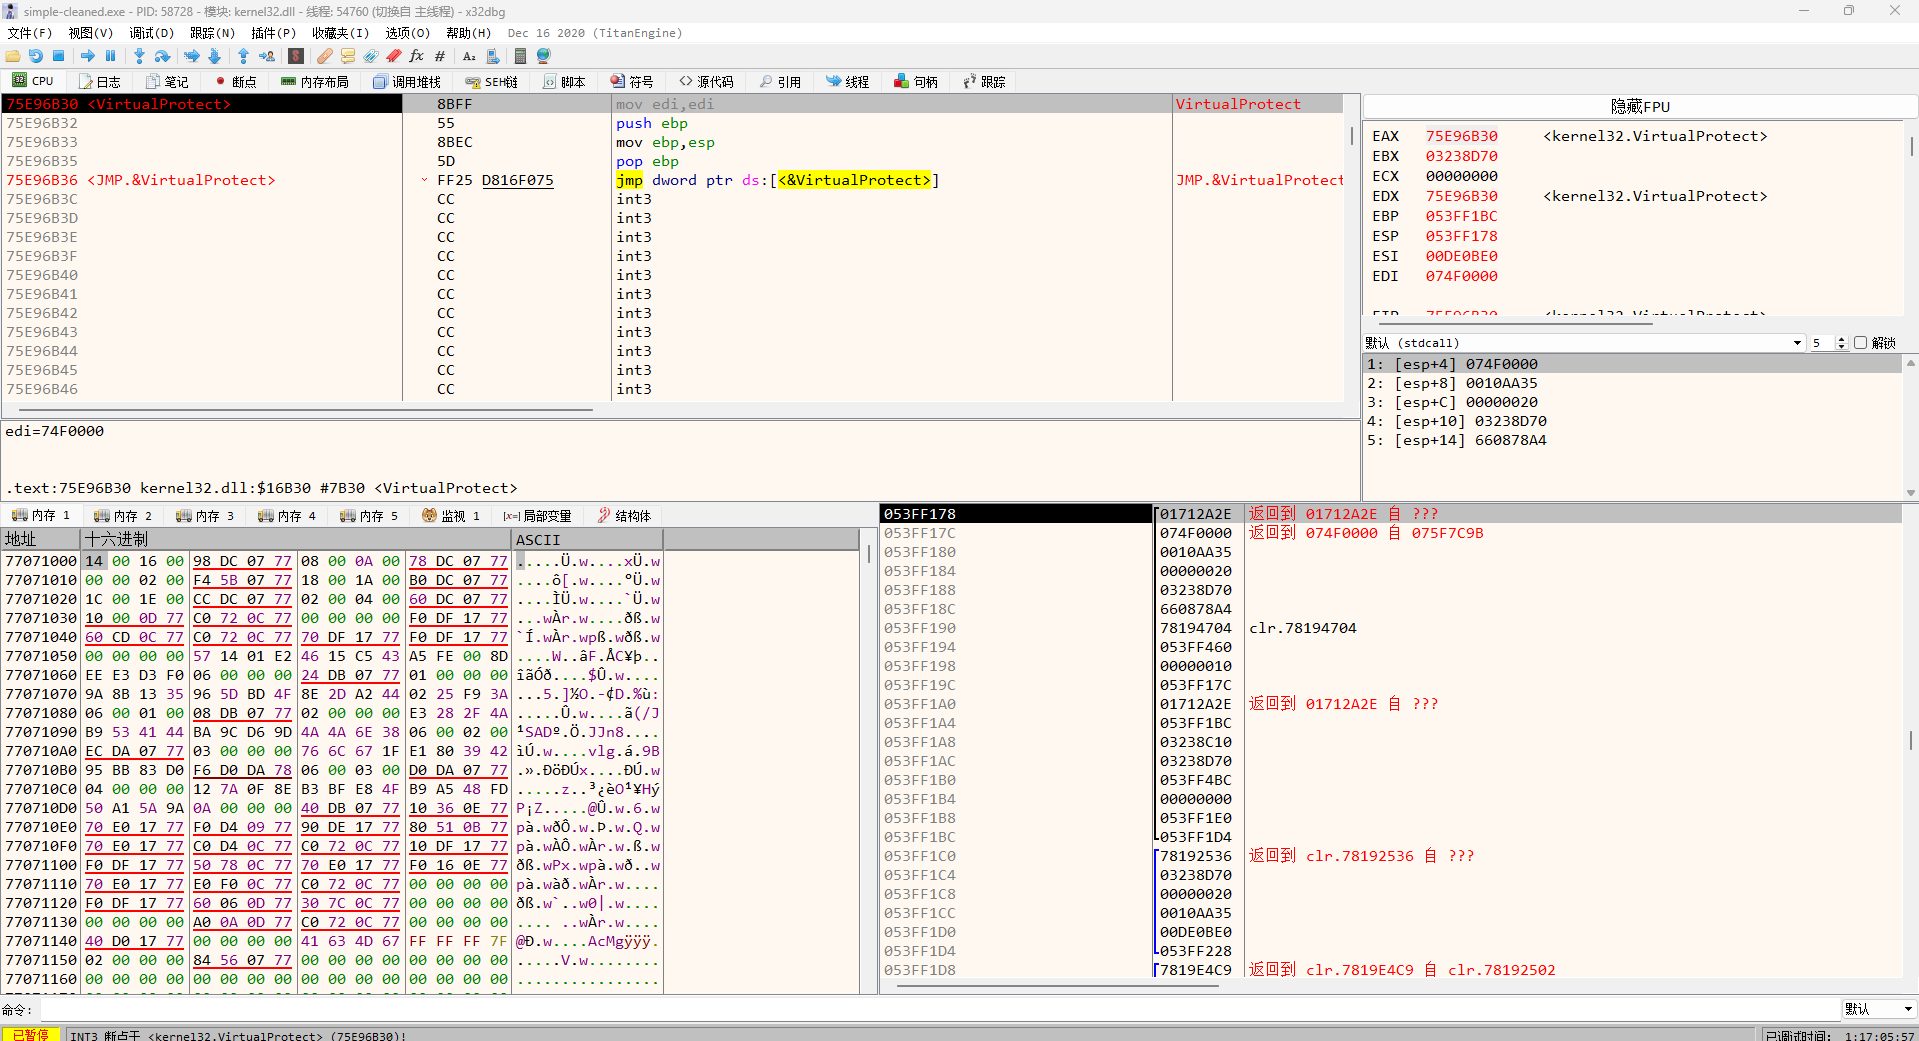 simple-cleaned.exe - PID: 58728 - 模块: kernel32.dll - 线程: 54760 (切换自 主线程) - x32dbg
文件(F) 视图(V) 调试(D) 跟踪(N) 插件(P) 收藏夹(I) 选项(O) 帮助(H) Dec 16 2020 (TitanEngine)
CPU 日志 笔记 断点 内存布局 调用堆栈 SEH链 脚本 符号 源代码 引用 线程 句柄 跟踪
75E96B30 <VirtualProtect> 8BFF mov edi,edi VirtualProtect
75E96B32 55 push ebp
75E96B33 8BEC mov ebp,esp
75E96B35 5D pop ebp
75E96B36 <JMP.&VirtualProtect> FF25 D816F075 jmp dword ptr ds:[<&VirtualProtect>] JMP.&VirtualProtect
75E96B3C CC int3
75E96B3D CC int3
75E96B3E CC int3
75E96B3F CC int3
75E96B40 CC int3
75E96B41 CC int3
75E96B42 CC int3
75E96B43 CC int3
75E96B44 CC int3
75E96B45 CC int3
75E96B46 CC int3
隐藏FPU
EAX 75E96B30 <kernel32.VirtualProtect>
EBX 03238D70
ECX 00000000
EDX 75E96B30 <kernel32.VirtualProtect>
EBP 053FF1BC
ESP 053FF178
ESI 00DE0BE0
EDI 074F0000
EIP 75E96B30 <kernel32.VirtualProtect>
默认 (stdcall) 5 解锁
1: [esp+4] 074F0000
2: [esp+8] 0010AA35
3: [esp+C] 00000020
4: [esp+10] 03238D70
5: [esp+14] 660878A4
edi=74F0000
.text:75E96B30 kernel32.dll:$16B30 #7B30 <VirtualProtect>
内存 1 内存 2 内存 3 内存 4 内存 5 监视 1 [x=] 局部变量 结构体
地址 十六进制 ASCII
77071000 14 00 16 00 98 DC 07 77 08 00 0A 00 78 DC 07 77 .....Ü.w....xÜ.w
77071010 00 00 02 00 F4 5B 07 77 18 00 1A 00 B0 DC 07 77 ....ô[.w....°Ü.w
77071020 1C 00 1E 00 CC DC 07 77 02 00 04 00 60 DC 07 77 ....ÌÜ.w....`Ü.w
77071030 10 00 0D 77 C0 72 0C 77 00 00 00 00 F0 DF 17 77 ...wÀr.w....ðß.w
77071040 60 CD 0C 77 C0 72 0C 77 70 DF 17 77 F0 DF 17 77 `Í.wÀr.wpß.wðß.w
77071050 00 00 00 00 57 14 01 E2 46 15 C5 43 A5 FE 00 8D ....W..âF.ÅC¥þ..
77071060 EE E3 D3 F0 06 00 00 00 24 DB 07 77 01 00 00 00 îãÓð....$Û.w....
77071070 9A 8B 13 35 96 5D BD 4F 8E 2D A2 44 02 25 F9 3A ...5.]½O.-¢D.%ù:
77071080 06 00 01 00 08 DB 07 77 02 00 00 00 E3 28 2F 4A .....Û.w....ã(/J
77071090 B9 53 41 44 BA 9C D6 9D 4A 4A 6E 38 06 00 02 00 ¹SADº.Ö.JJn8....
770710A0 EC DA 07 77 03 00 00 00 76 6C 67 1F E1 80 39 42 ìÚ.w....vlg.á.9B
770710B0 95 BB 83 D0 F6 D0 DA 78 06 00 03 00 D0 DA 07 77 .».ÐöÐÚx....ÐÚ.w
770710C0 04 00 00 00 12 7A 0F 8E B3 BF E8 4F B9 A5 48 FD .....z..³¿èO¹¥Hý
770710D0 50 A1 5A 9A 0A 00 00 00 40 DB 07 77 10 36 0E 77 P¡Z.....@Û.w.6.w
770710E0 70 E0 17 77 F0 D4 09 77 90 DE 17 77 80 51 0B 77 pà.wðÔ.w.Þ.w.Q.w
770710F0 70 E0 17 77 C0 D4 0C 77 C0 72 0C 77 10 DF 17 77 pà.wÀÔ.wÀr.w.ß.w
77071100 F0 DF 17 77 50 78 0C 77 70 E0 17 77 F0 16 0E 77 ðß.wPx.wpà.wð..w
77071110 70 E0 17 77 E0 F0 0C 77 C0 72 0C 77 00 00 00 00 pà.wàð.wÀr.w....
77071120 F0 DF 17 77 60 06 0D 77 30 7C 0C 77 00 00 00 00 ðß.w`..w0|.w....
77071130 00 00 00 00 A0 0A 0D 77 C0 72 0C 77 00 00 00 00 .... ..wÀr.w....
77071140 40 D0 17 77 00 00 00 00 41 63 4D 67 FF FF FF 7F @Ð.w....AcMgÿÿÿ.
77071150 02 00 00 00 84 56 07 77 00 00 00 00 00 00 00 00 .....V.w........
77071160 00 00 00 00 00 00 00 00 00 00 00 00 00 00 00 00 ................
053FF178 01712A2E 返回到 01712A2E 自 ???
053FF17C 074F0000 返回到 074F0000 自 075F7C9B
053FF180 0010AA35
053FF184 00000020
053FF188 03238D70
053FF18C 660878A4
053FF190 78194704 clr.78194704
053FF194 053FF460
053FF198 00000010
053FF19C 053FF17C
053FF1A0 01712A2E 返回到 01712A2E 自 ???
053FF1A4 053FF1BC
053FF1A8 03238C10
053FF1AC 03238D70
053FF1B0 053FF4BC
053FF1B4 00000000
053FF1B8 053FF1E0
053FF1BC 053FF1D4
053FF1C0 78192536 返回到 clr.78192536 自 ???
053FF1C4 03238D70
053FF1C8 00000020
053FF1CC 0010AA35
053FF1D0 00DE0BE0
053FF1D4 053FF228
053FF1D8 7819E4C9 返回到 clr.7819E4C9 自 clr.78192502
命令: 默认
已暂停 INT3 断点于 <kernel32.VirtualProtect> (75E96B30)! 已调试时间: 1:17:05:57